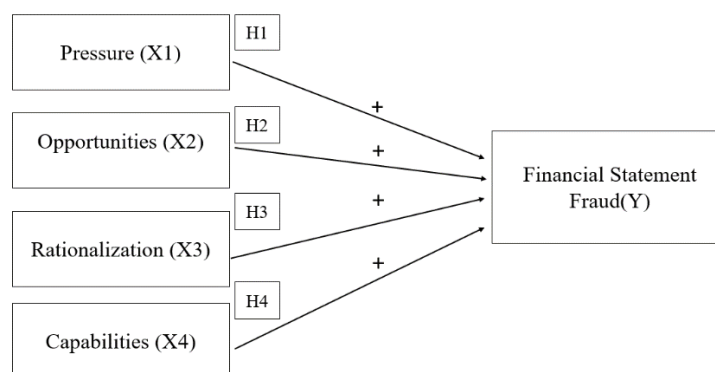 H1
Pressure (X1)
+
H2
Opportunities (X2)
+
Financial Statement
Fraud(Y)
H3
+
Rationalization (X3)
+
H4
Capabilities (X4)